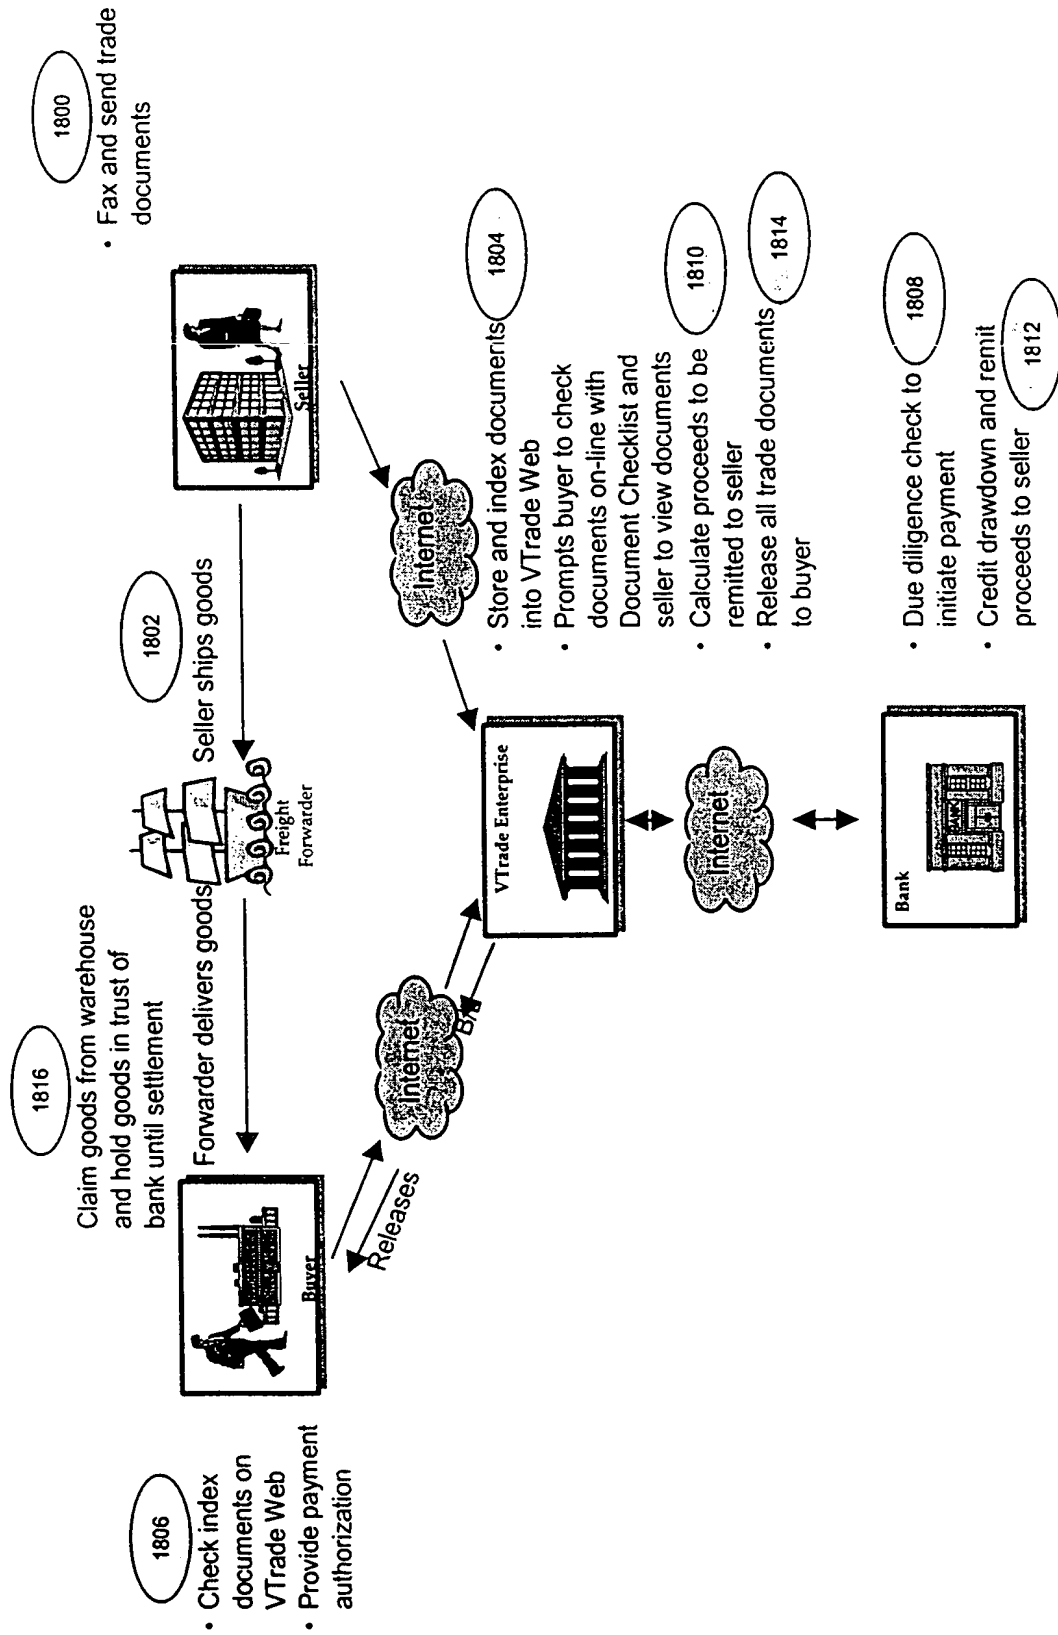 1816
Claim goods from warehouse
and hold goods in trust of
bank until settlement
Forwarder delivers goods
1802
Seller ships goods
1800
• Fax and send trade
documents
1806
• Check index
documents on
VTrade Web
• Provide payment
authorization
Buyer
Freight
Forwarder
Seller
Releases
Internet
B/L
Internet
VTrade Enterprise
1804
• Store and index documents
into VTrade Web
• Prompts buyer to check
documents on-line with
Document Checklist and
seller to view documents
1810
• Calculate proceeds to be
remitted to seller
1814
• Release all trade documents
to buyer
Internet
Bank
BANK
1808
• Due diligence check to
initiate payment
1812
• Credit drawdown and remit
proceeds to seller